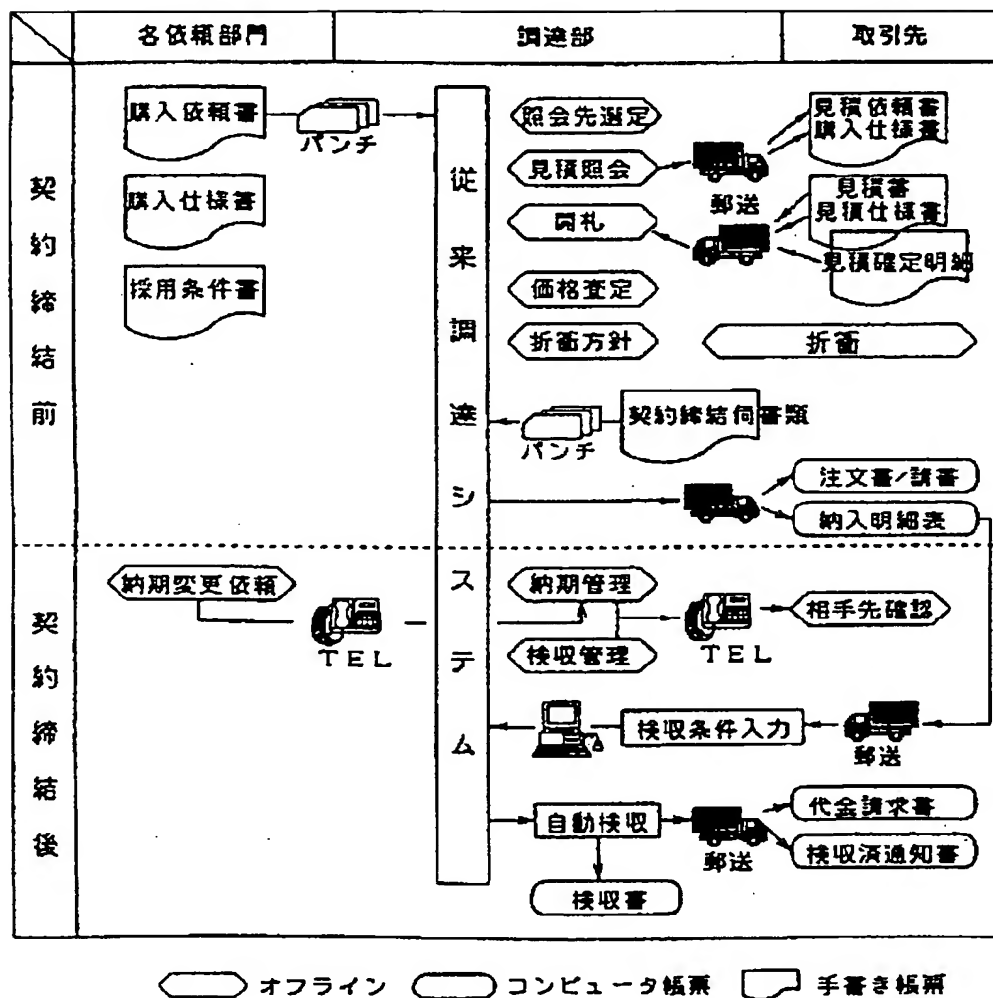 各依頼部門
調達部
取引先
契約締結前
購入依頼書
パンチ
購入仕様書
採用条件書
従来調達システム
照会先選定
見積照会
開札
価格査定
折衝方針
郵送
見積依頼書
購入仕様書
見積書
見積仕様書
見積確定明細
折衝
パンチ
契約締結伺書類
注文書/請書
納入明細表
契約締結後
納期変更依頼
TEL
納期管理
検収管理
TEL
相手先確認
検収条件入力
郵送
自動検収
郵送
代金請求書
検収済通知書
検収書
オフライン
コンピュータ帳票
手書き帳票